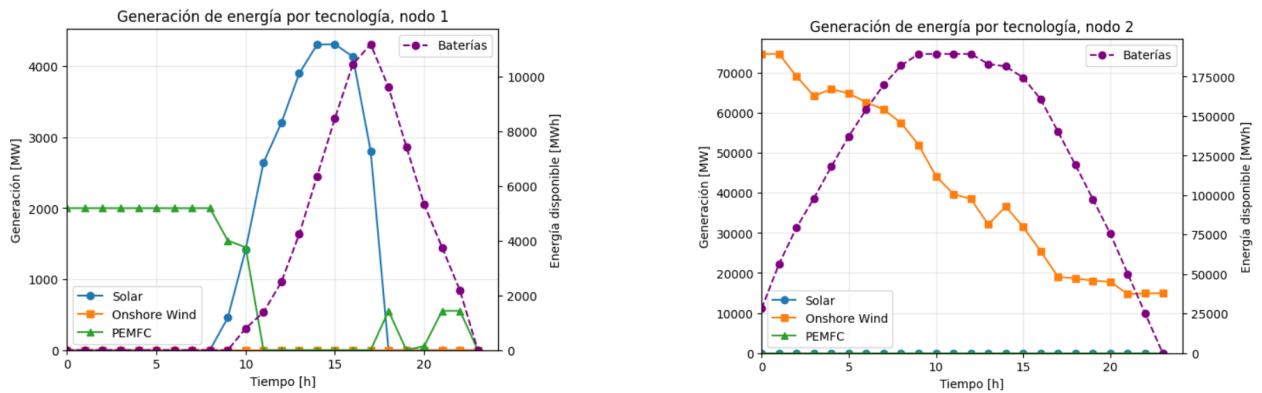 Generación de energía por tecnología, nodo 1
Baterías
4000
3000
2000
1000
0
Generación [MW]
10000
8000
6000
4000
2000
0
Energía disponible [MWh]
Solar
Onshore Wind
PEMFC
0
5
10
15
20
Tiempo [h]
Generación de energía por tecnología, nodo 2
Baterías
70000
60000
50000
40000
30000
20000
10000
0
Generación [MW]
175000
150000
125000
100000
75000
50000
25000
0
Energía disponible [MWh]
Solar
Onshore Wind
PEMFC
0
5
10
15
20
Tiempo [h]